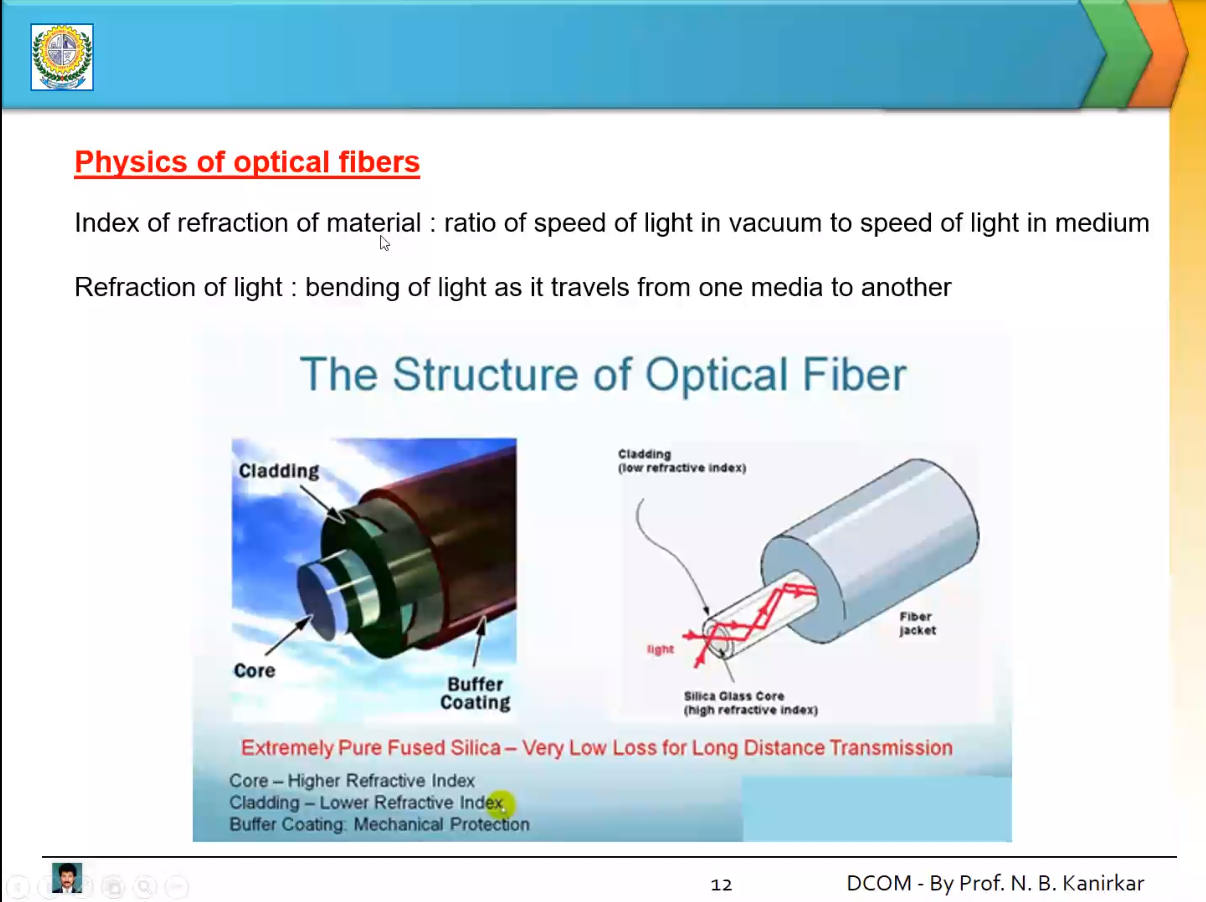 Physics of optical fibers
Index of refraction of material : ratio of speed of light in vacuum to speed of light in medium
Refraction of light : bending of light as it travels from one media to another
The Structure of Optical Fiber
Cladding
Core
Buffer
Coating
Cladding
(low refractive index)
light
Fiber
jacket
Silica Glass Core
(high refractive index)
Extremely Pure Fused Silica – Very Low Loss for Long Distance Transmission
Core – Higher Refractive Index
Cladding – Lower Refractive Index
Buffer Coating: Mechanical Protection
12
DCOM - By Prof. N. B. Kanirkar